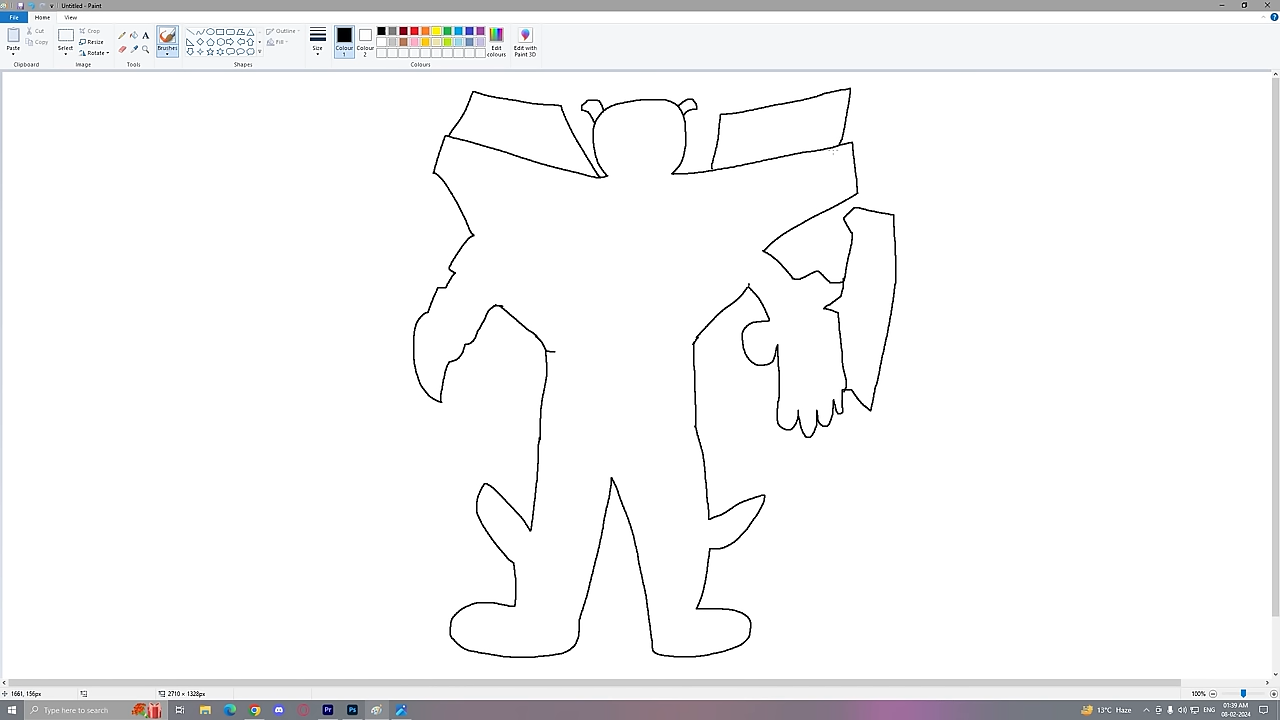 Untitled - Paint
File Home View
Paste
Cut
Copy
Clipboard
Select
Crop
Resize
Rotate
Image
A
Tools
Brushes
Outline
Fill
Shapes
Size
Colour 1
Colour 2
Edit colours
Edit with Paint 3D
Colours
1661, 156px
2710 × 1328px
100%
Type here to search
Pr
Ps
13°C Haze
ENG
01:39 AM
08-02-2024